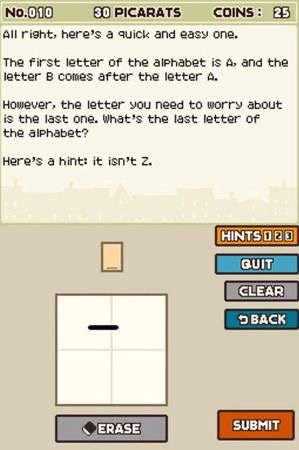 No.010 30 PICARATS COINS: 25
All right, here's a quick and easy one.
The first letter of the alphabet is A, and the
letter B comes after the letter A.
However, the letter you need to worry about
is the last one. What's the last letter of
the alphabet?
Here's a hint: it isn't Z.
HINTS 1 2 3
QUIT
CLEAR
BACK
ERASE
SUBMIT